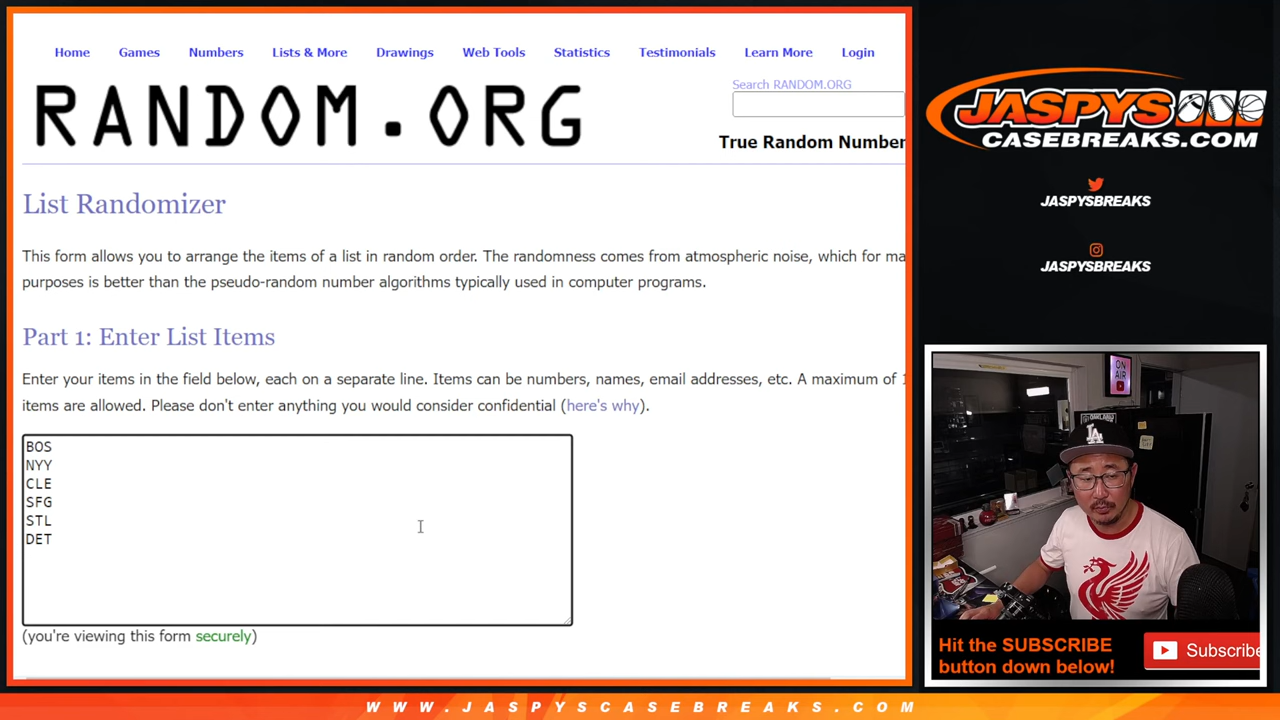 Home Games Numbers Lists & More Drawings Web Tools Statistics Testimonials Learn More Login
RANDOM.ORG
Search RANDOM.ORG
True Random Number
List Randomizer
This form allows you to arrange the items of a list in random order. The randomness comes from atmospheric noise, which for ma
purposes is better than the pseudo-random number algorithms typically used in computer programs.
Part 1: Enter List Items
Enter your items in the field below, each on a separate line. Items can be numbers, names, email addresses, etc. A maximum of 1
items are allowed. Please don't enter anything you would consider confidential (here's why).
BOS
NYY
CLE
SFG
STL
DET
(you're viewing this form securely)
JASPYS
CASEBREAKS.COM
JASPYSBREAKS
JASPYSBREAKS
ON
AIR
LA
Hit the SUBSCRIBE
button down below!
Subscribe
WWW.JASPYSCASEBREAKS.COM